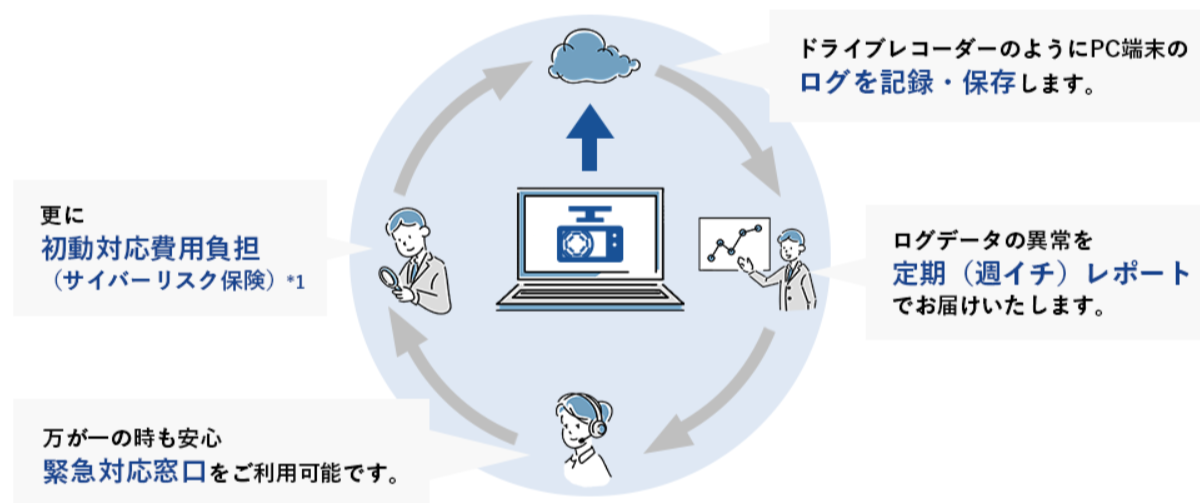 ドライブレコーダーのようにPC端末の
ログを記録・保存します。
ログデータの異常を
定期（週イチ）レポート
でお届けいたします。
万が一の時も安心
緊急対応窓口をご利用可能です。
更に
初動対応費用負担
（サイバーリスク保険）*1